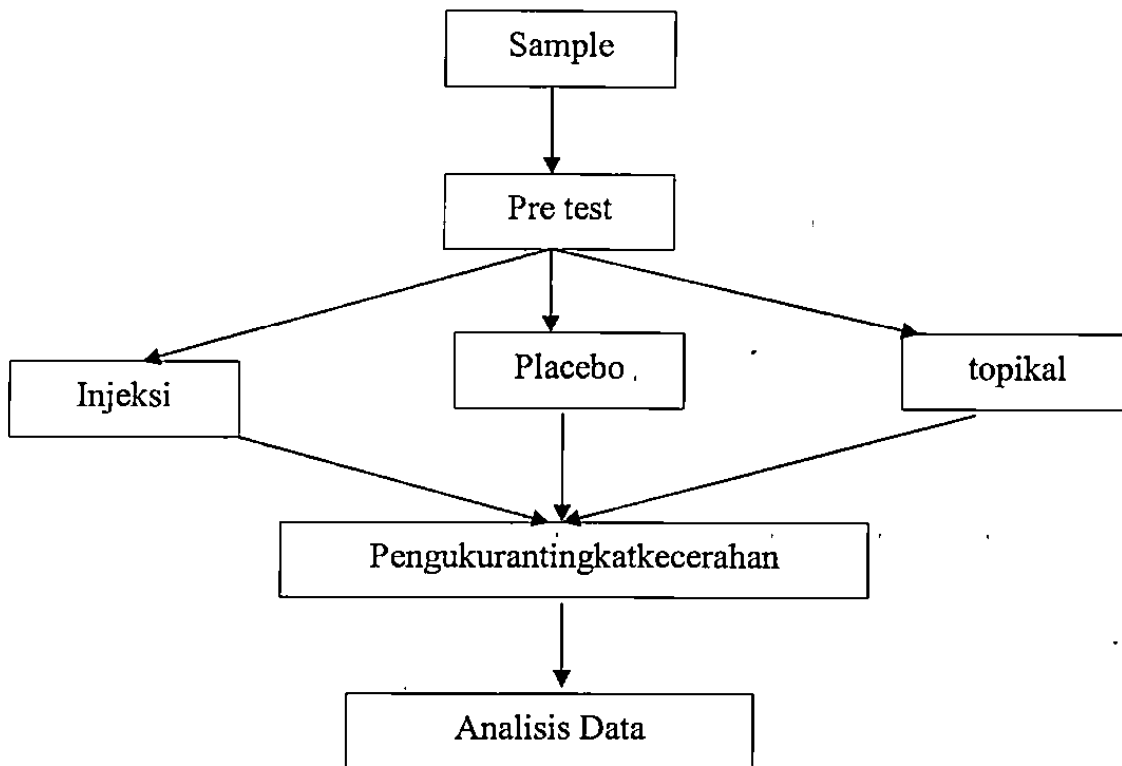 Sample
Pre test
Injeksi
Placebo
topikal
Pengukurantingkatkecerahan
Analisis Data